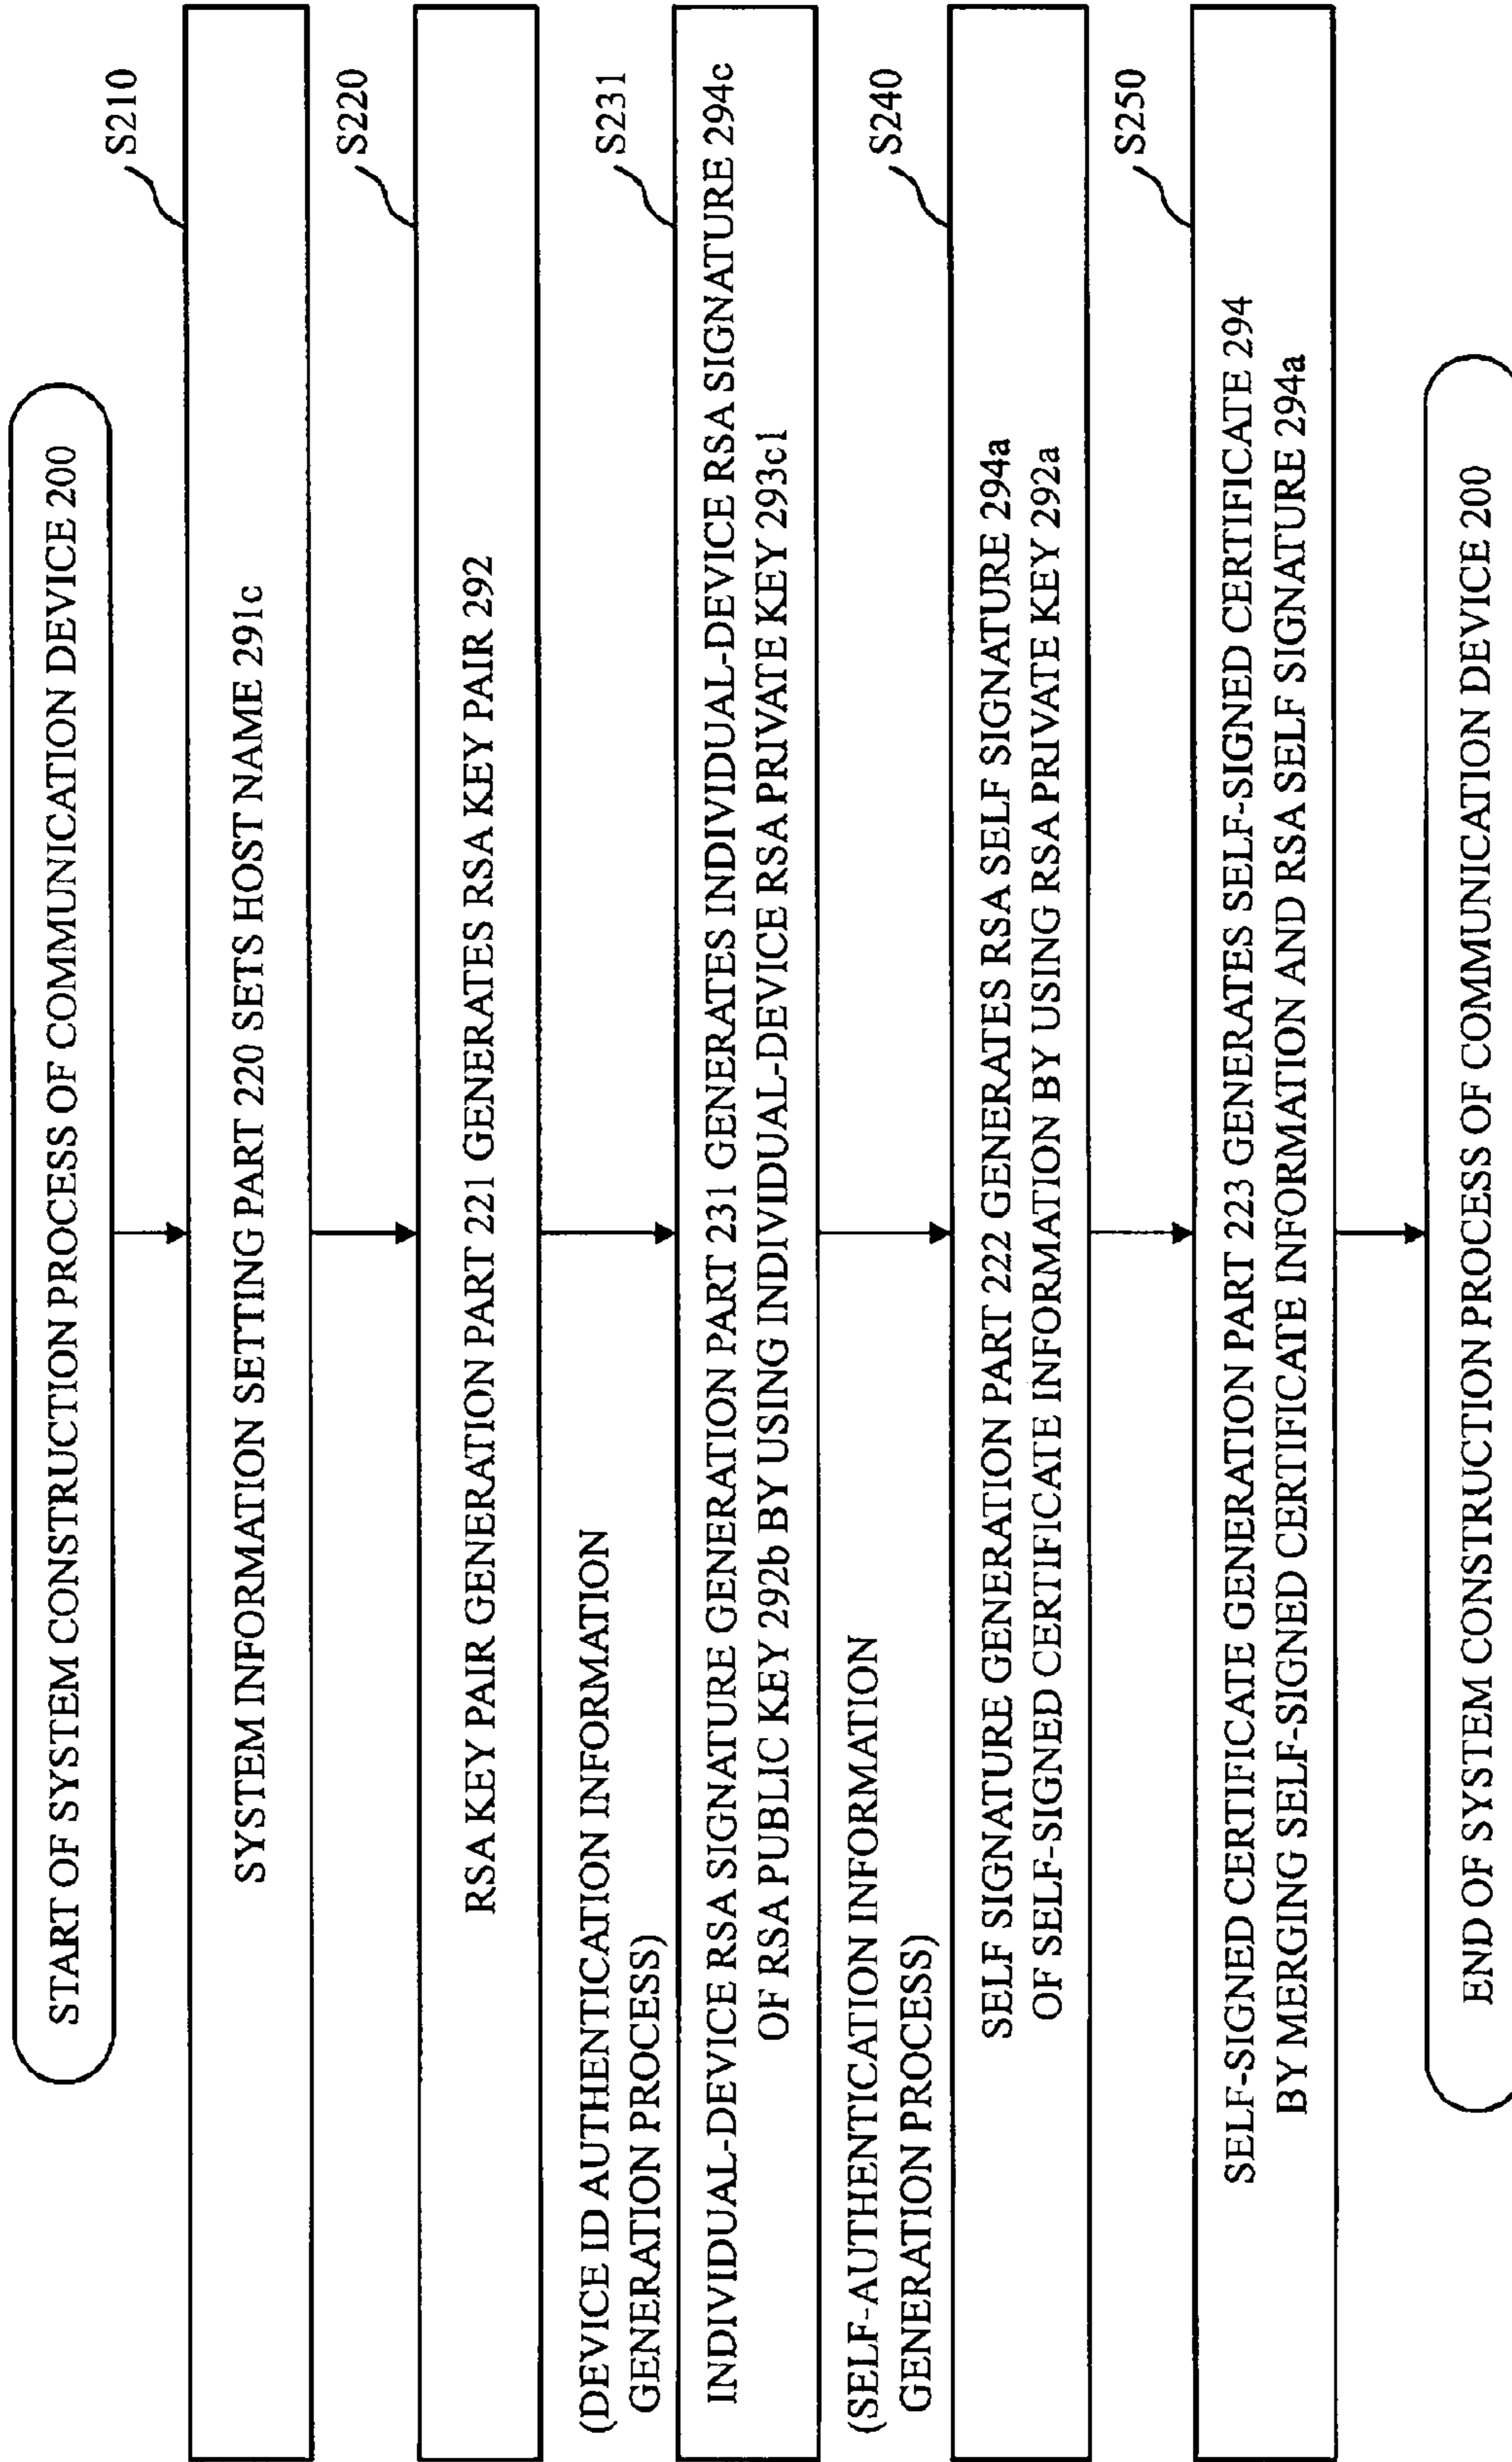 START OF SYSTEM CONSTRUCTION PROCESS OF COMMUNICATION DEVICE 200
S210
SYSTEM INFORMATION SETTING PART 220 SETS HOST NAME 291c
S220
RSA KEY PAIR GENERATION PART 221 GENERATES RSA KEY PAIR 292
(DEVICE ID AUTHENTICATION INFORMATION
GENERATION PROCESS)
S231
INDIVIDUAL-DEVICE RSA SIGNATURE GENERATION PART 231 GENERATES INDIVIDUAL-DEVICE RSA SIGNATURE 294c
OF RSA PUBLIC KEY 292b BY USING INDIVIDUAL-DEVICE RSA PRIVATE KEY 293c1
(SELF-AUTHENTICATION INFORMATION
GENERATION PROCESS)
S240
SELF SIGNATURE GENERATION PART 222 GENERATES RSA SELF SIGNATURE 294a
OF SELF-SIGNED CERTIFICATE INFORMATION BY USING RSA PRIVATE KEY 292a
S250
SELF-SIGNED CERTIFICATE GENERATION PART 223 GENERATES SELF-SIGNED CERTIFICATE 294
BY MERGING SELF-SIGNED CERTIFICATE INFORMATION AND RSA SELF SIGNATURE 294a
END OF SYSTEM CONSTRUCTION PROCESS OF COMMUNICATION DEVICE 200